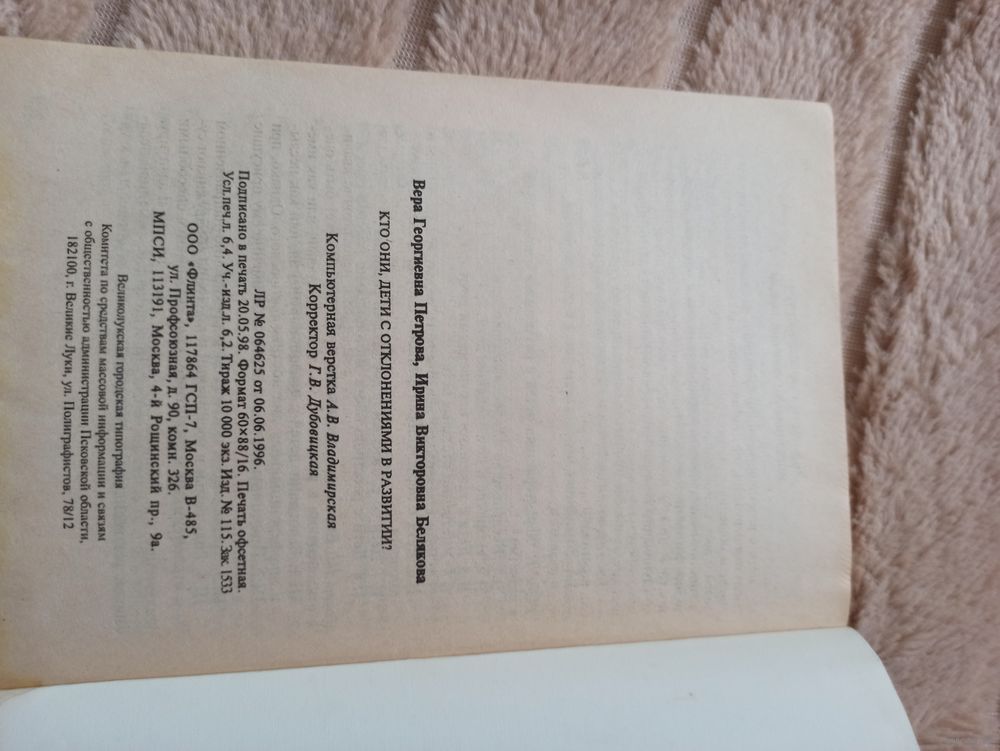 Вера Георгиевна Петрова, Ирина Викторовна Белякова
КТО ОНИ, ДЕТИ С ОТКЛОНЕНИЯМИ В РАЗВИТИИ?
Компьютерная верстка А.В. Владимирская
Корректор Г.В. Дубовицкая
ЛР № 064625 от 06.06.1996.
Подписано в печать 20.05.98. Формат 60×88/16. Печать офсетная.
Усл.печ.л. 6,4. Уч.-изд.л. 6,2. Тираж 10 000 экз. Изд. № 115. Зак. 1533
ООО «Флинта», 117864 ГСП-7, Москва В-485,
ул. Профсоюзная, д. 90, комн. 326.
МПСИ, 113191, Москва, 4-й Рощинский пр., 9а.
Великолукская городская типография
Комитета по средствам массовой информации и связям
с общественностью администрации Псковской области,
182100, г. Великие Луки, ул. Полиграфистов, 78/12